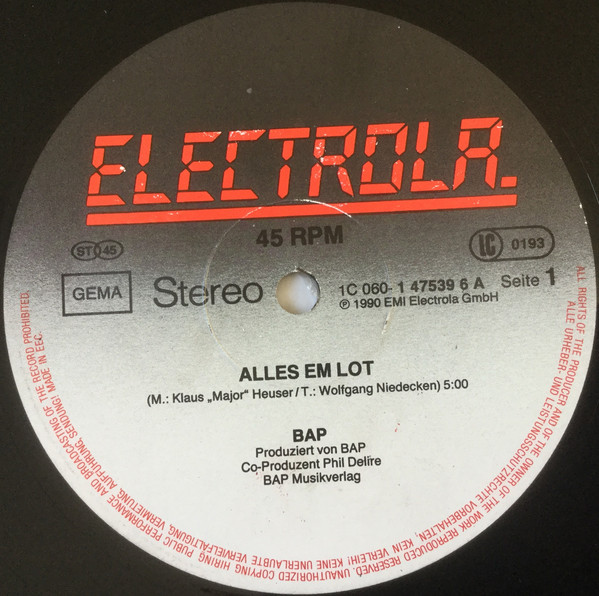 ELECTROLA.
45 RPM
ST 45
LC 0193
GEMA
Stereo
1C 060-1 47539 6 A
Seite 1
℗ 1990 EMI Electrola GmbH
ALLES EM LOT
(M.: Klaus „Major" Heuser/T.: Wolfgang Niedecken) 5:00
BAP
Produziert von BAP
Co-Produzent Phil Delire
BAP Musikverlag
ALL RIGHTS OF THE PRODUCER AND OF THE OWNER OF THE WORK REPRODUCED RESERVED. UNAUTHORIZED COPYING HIRING PUBLIC PERFORMANCE AND BROADCASTING OF THE RECORD PROHIBITED.
ALLE URHEBER- UND LEISTUNGSSCHUTZRECHTE VORBEHALTEN, KEIN VERLEIH! KEINE UNERLAUBTE VERVIELFÄLTIGUNG, VERMIETUNG, AUFFÜHRUNG, SENDUNG! MADE IN EEC.